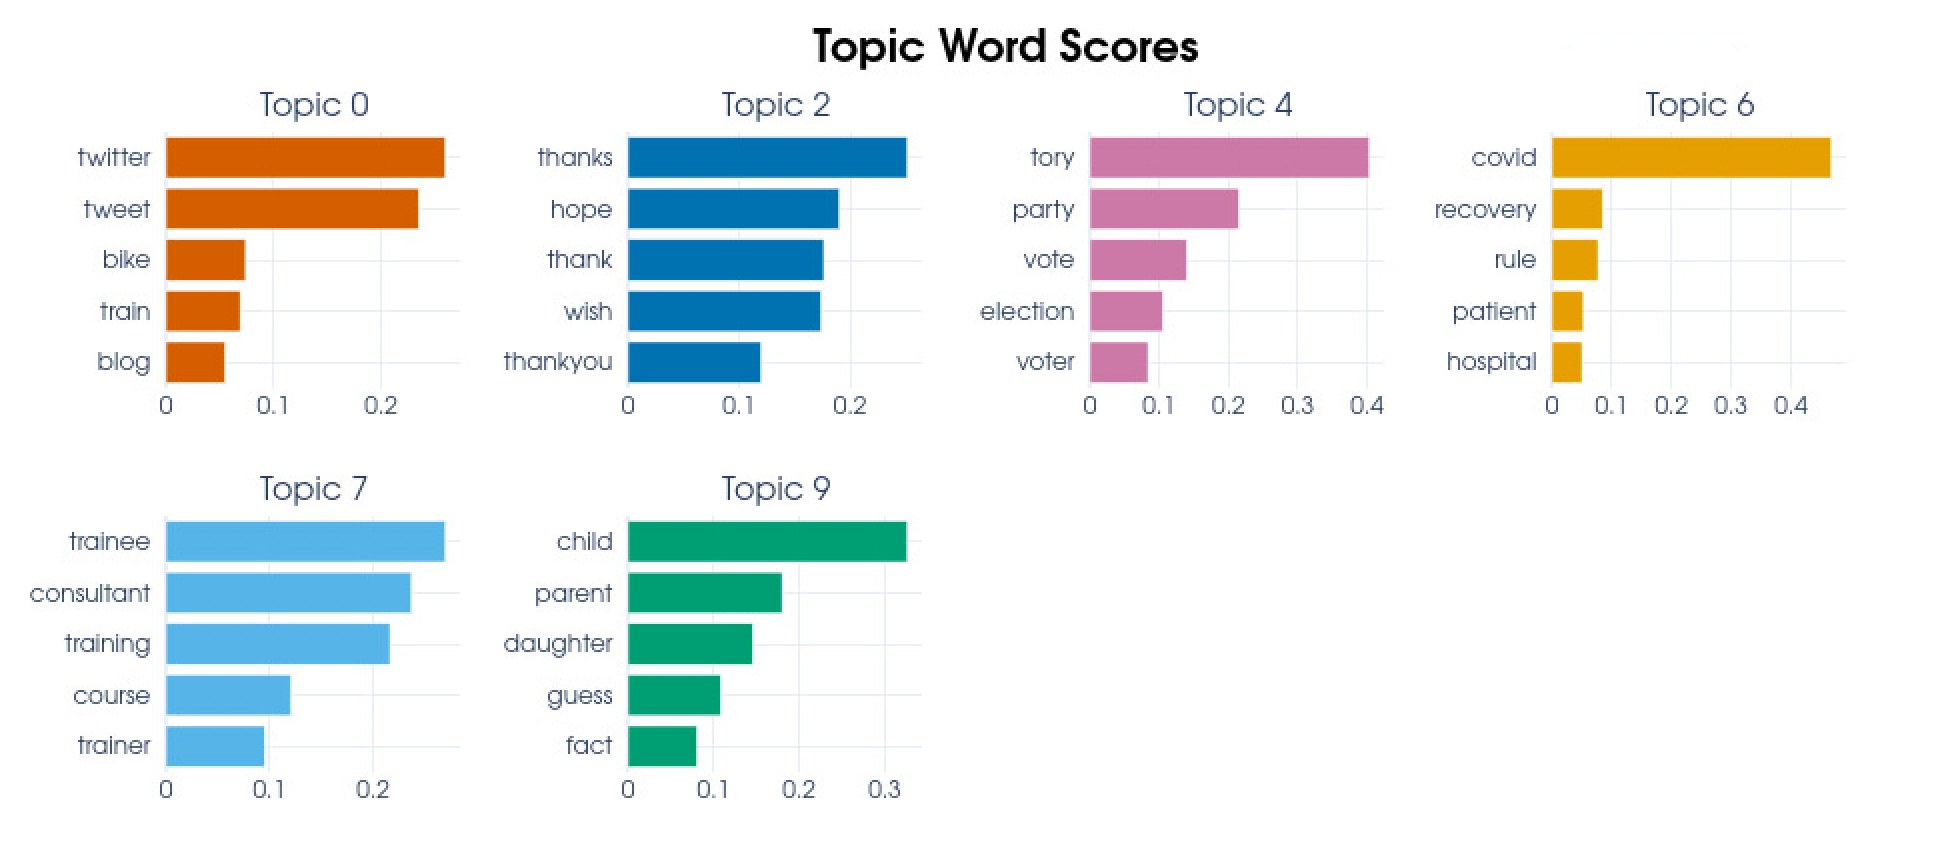 Topic Word Scores
Topic 0
twitter
tweet
bike
train
blog
0 0.1 0.2
Topic 2
thanks
hope
thank
wish
thankyou
0 0.1 0.2
Topic 4
tory
party
vote
election
voter
0 0.1 0.2 0.3 0.4
Topic 6
covid
recovery
rule
patient
hospital
0 0.1 0.2 0.3 0.4
Topic 7
trainee
consultant
training
course
trainer
0 0.1 0.2
Topic 9
child
parent
daughter
guess
fact
0 0.1 0.2 0.3